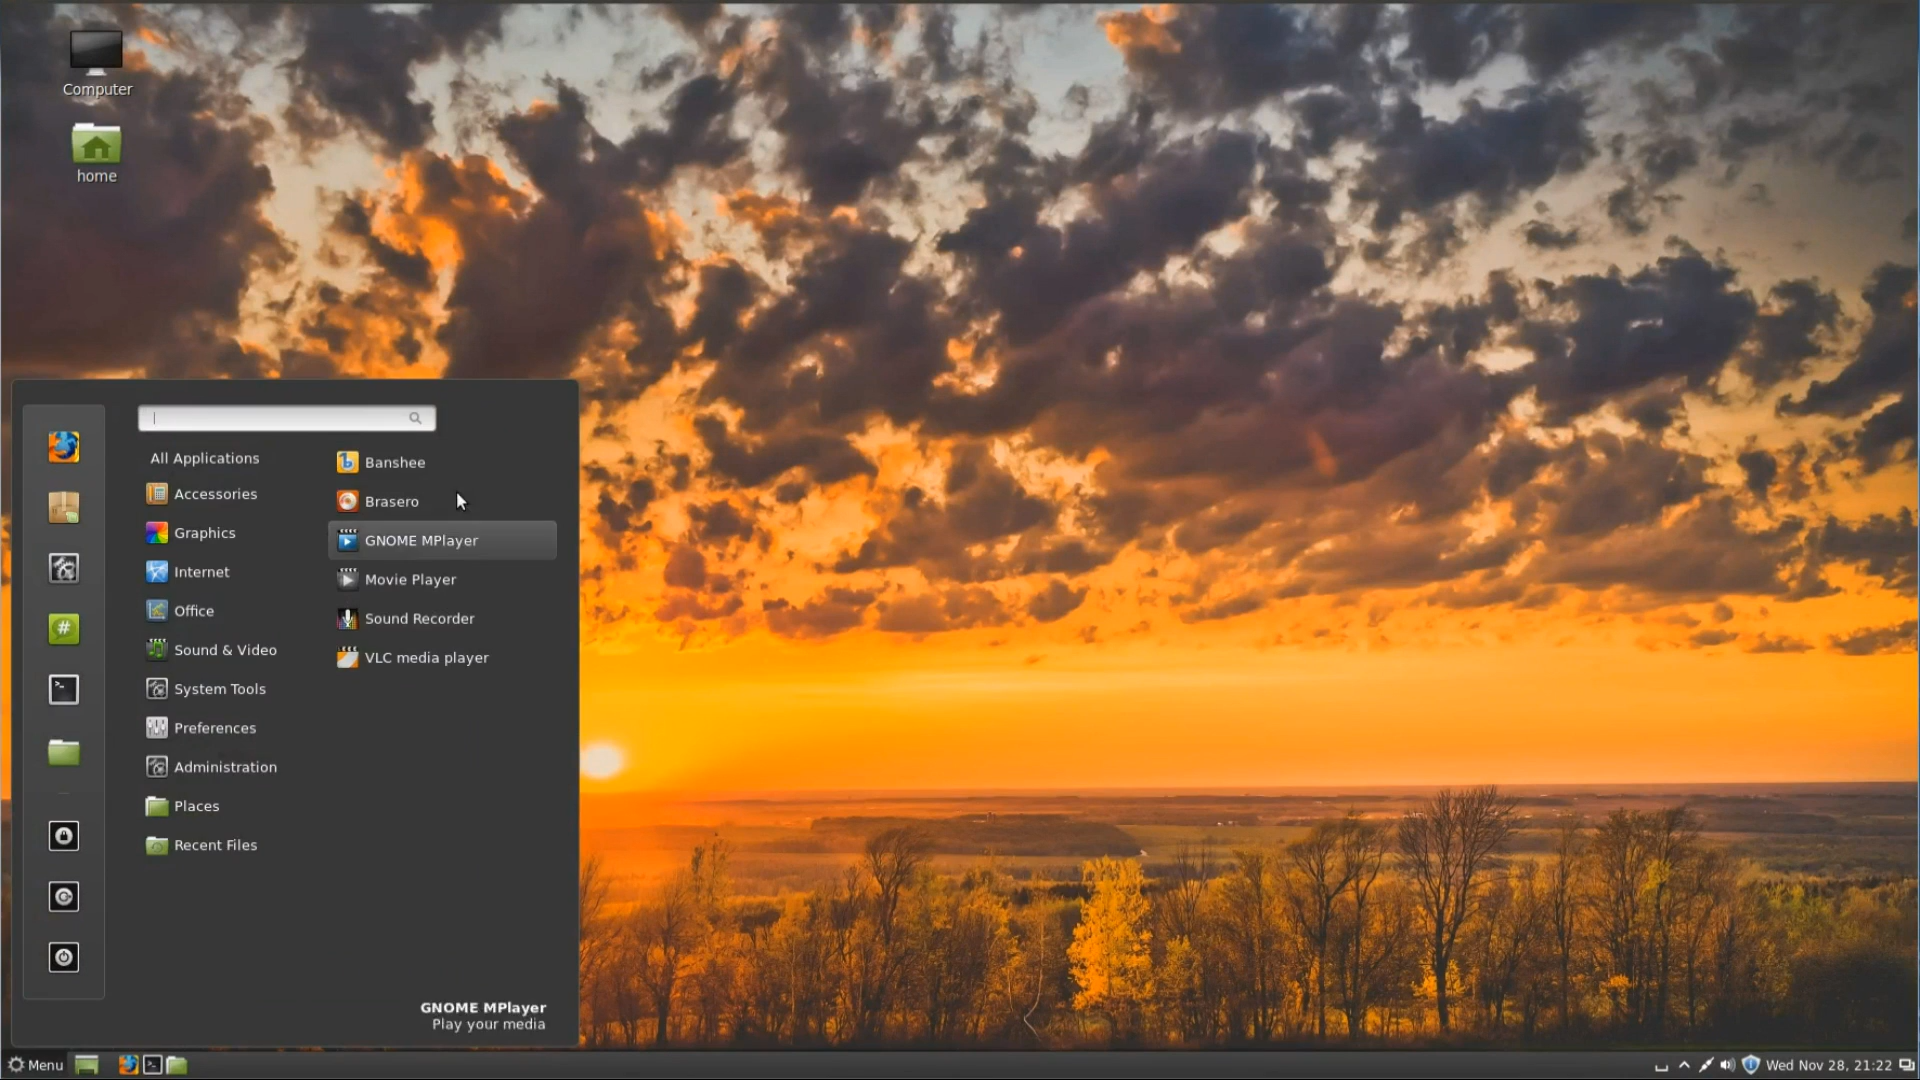 Computer
home
All Applications
Accessories
Graphics
Internet
Office
Sound & Video
System Tools
Preferences
Administration
Places
Recent Files
Banshee
Brasero
GNOME MPlayer
Movie Player
Sound Recorder
VLC media player
GNOME MPlayer
Play your media
Menu
Wed Nov 28, 21:22